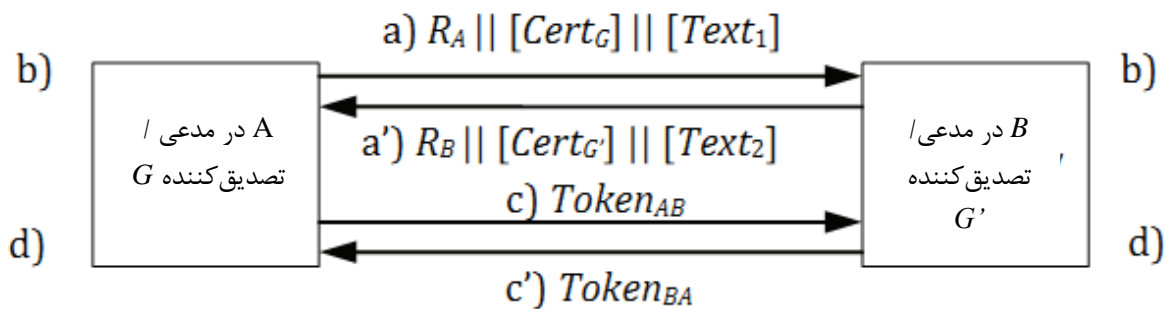 a) R_A || [Cert_G] || [Text_1]
b)
b)
A در مدعی /
تصدیق‌کننده G
B در مدعی/
تصدیق‌کننده
G’
a') R_B || [Cert_G'] || [Text_2]
c) Token_AB
d)
d)
c') Token_BA